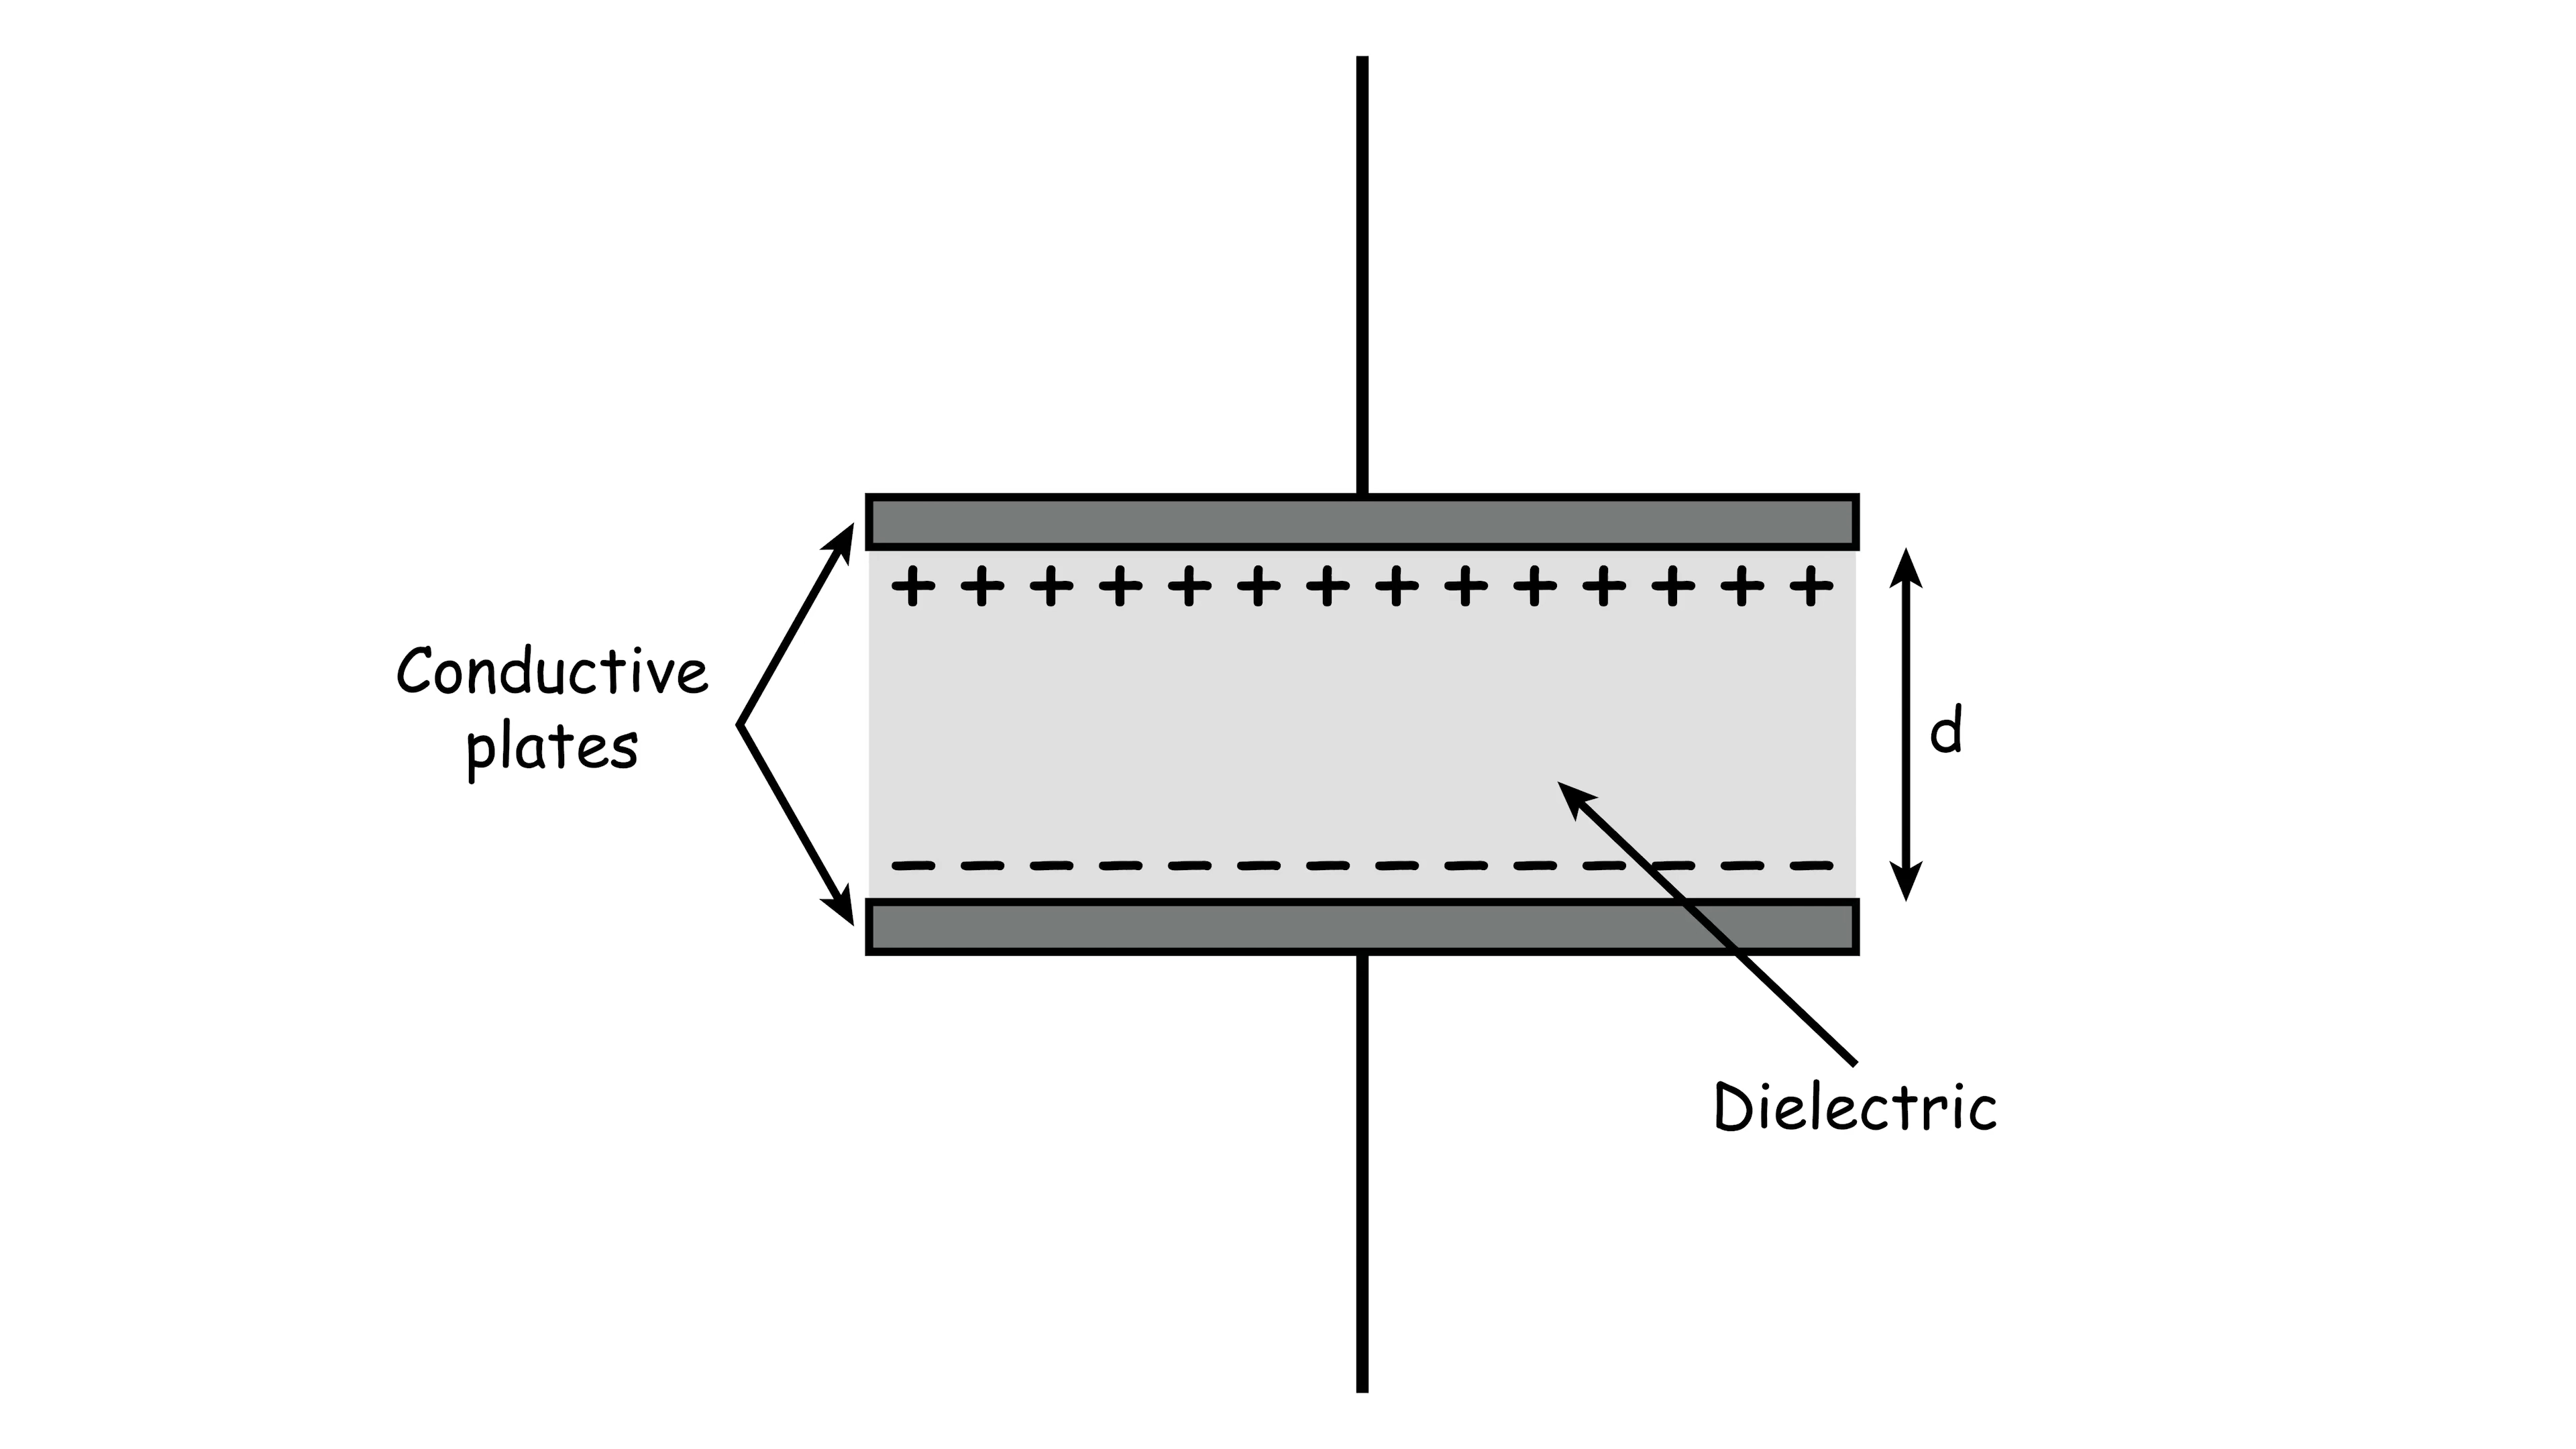 Conductive
plates
+ + + + + + + + + + + + + +
d
− − − − − − − − − − − − − −
Dielectric